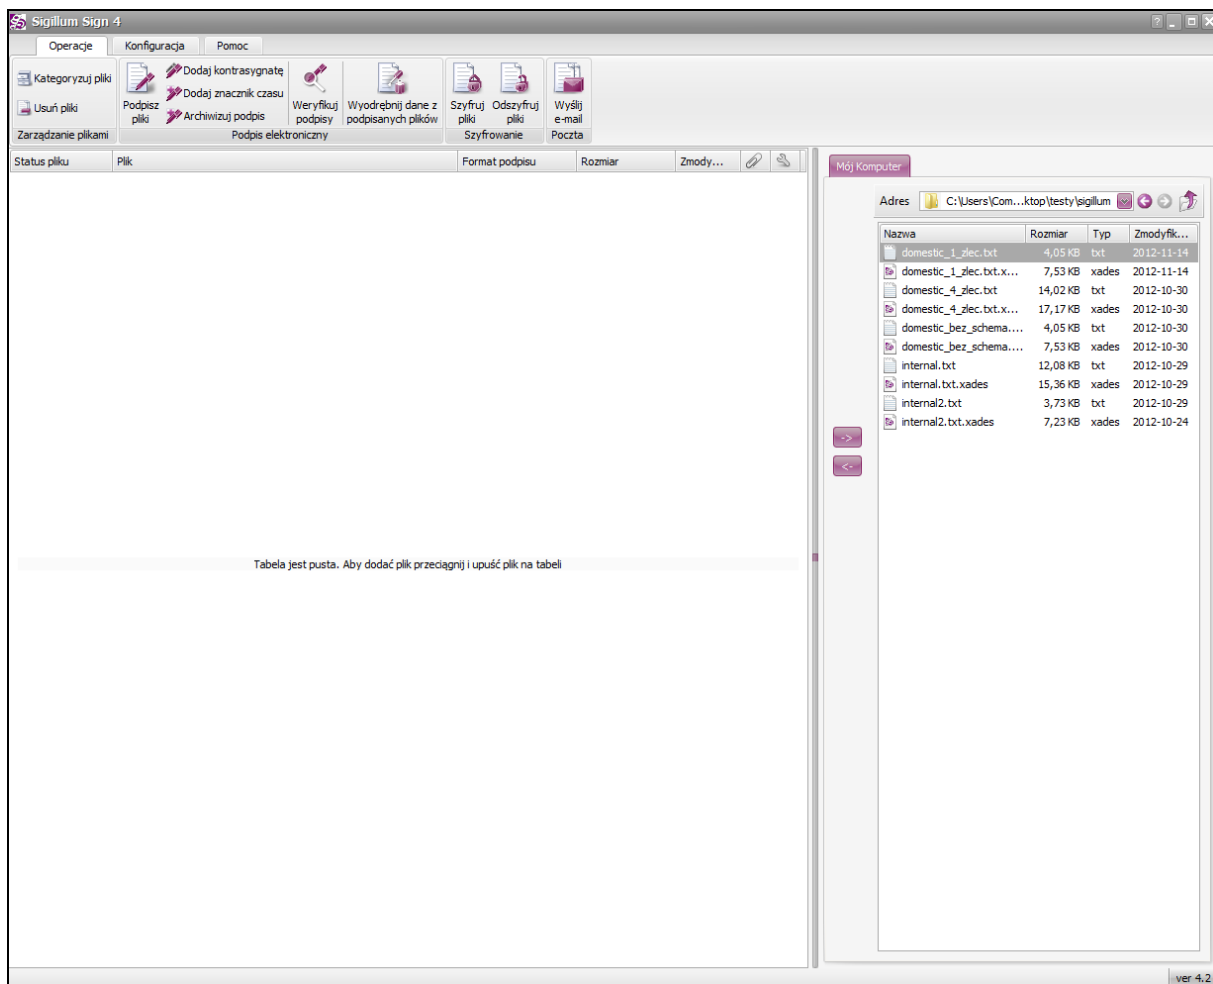 Sigillum Sign 4
Operacje Konfiguracja Pomoc
Kategoryzuj pliki
Usuń pliki
Zarządzanie plikami
Podpisz pliki
Dodaj kontrasygnatę
Dodaj znacznik czasu
Archiwizuj podpis
Weryfikuj podpisy
Wyodrębnij dane z podpisanych plików
Podpis elektroniczny
Szyfruj pliki
Odszyfruj pliki
Szyfrowanie
Wyślij e-mail
Poczta
Status pliku Plik Format podpisu Rozmiar Zmody...
Tabela jest pusta. Aby dodać plik przeciągnij i upuść plik na tabeli
->
<-
Mój Komputer
Adres C:\Users\Com...ktop\testy\sigillum
Nazwa Rozmiar Typ Zmodyfik...
domestic_1_zlec.txt 4,05 KB txt 2012-11-14
domestic_1_zlec.txt.x... 7,53 KB xades 2012-11-14
domestic_4_zlec.txt 14,02 KB txt 2012-10-30
domestic_4_zlec.txt.x... 17,17 KB xades 2012-10-30
domestic_bez_schema.... 4,05 KB txt 2012-10-30
domestic_bez_schema.... 7,53 KB xades 2012-10-30
internal.txt 12,08 KB txt 2012-10-29
internal.txt.xades 15,36 KB xades 2012-10-29
internal2.txt 3,73 KB txt 2012-10-29
internal2.txt.xades 7,23 KB xades 2012-10-24
ver 4.2